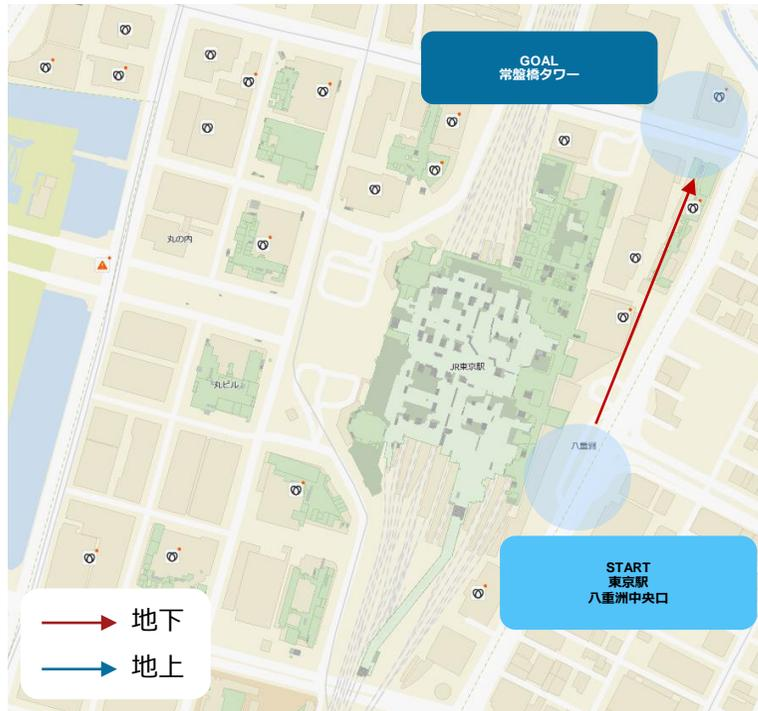 GOAL
常盤橋タワー
丸の内
JR東京駅
丸ビル
八重洲
START
東京駅
八重洲中央口
地下
地上